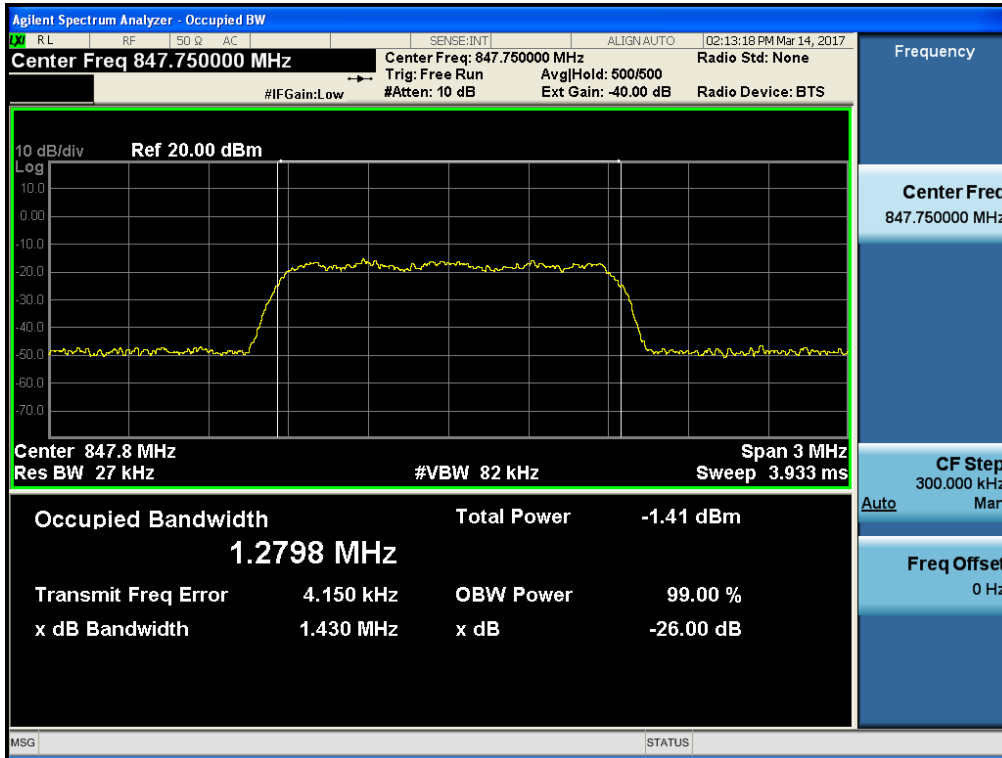 Agilent Spectrum Analyzer - Occupied BW
LXI RL RF 50 Ω AC SENSE:INT ALIGN AUTO 02:13:18 PM Mar 14, 2017
Center Freq 847.750000 MHz
Center Freq: 847.750000 MHz Radio Std: None
Trig: Free Run Avg|Hold: 500/500
#IFGain:Low #Atten: 10 dB Ext Gain: -40.00 dB Radio Device: BTS
10 dB/div Ref 20.00 dBm
Log
10.0
0.00
-10.0
-20.0
-30.0
-40.0
-50.0
-60.0
-70.0
Center 847.8 MHz Span 3 MHz
Res BW 27 kHz #VBW 82 kHz Sweep 3.933 ms
Occupied Bandwidth Total Power -1.41 dBm
1.2798 MHz
Transmit Freq Error 4.150 kHz OBW Power 99.00 %
x dB Bandwidth 1.430 MHz x dB -26.00 dB
MSG STATUS
Frequency
Center Freq
847.750000 MHz
CF Step
300.000 kHz
Auto Man
Freq Offset
0 Hz